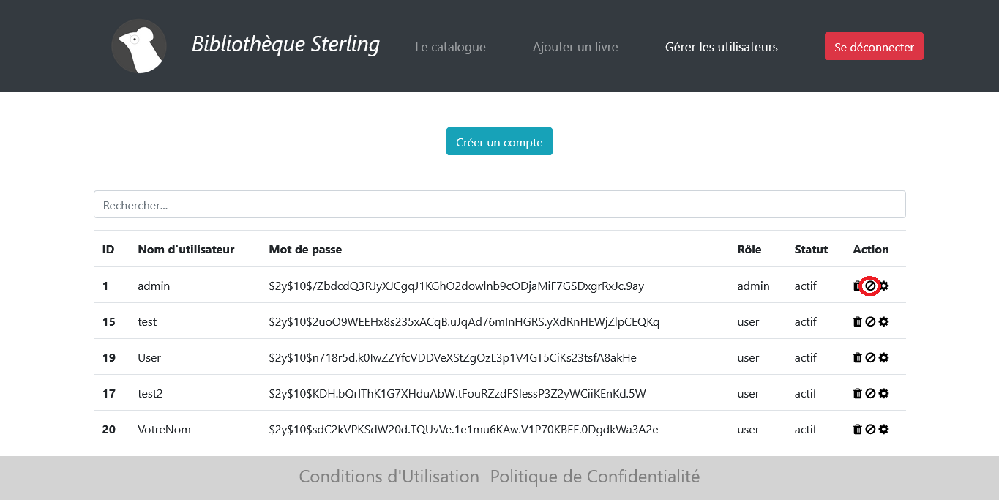 Bibliothèque Sterling Le catalogue Ajouter un livre Gérer les utilisateurs Se déconnecter
Créer un compte
Rechercher...
ID Nom d'utilisateur Mot de passe Rôle Statut Action
1 admin $2y$10$/ZbdcdQ3RJyXJCgqJ1KGhO2dowlnb9cODjaMiF7GSDxgrRxJc.9ay admin actif
15 test $2y$10$2uoO9WEEHx8s235xACqB.uJqAd76mInHGRS.yXdRnHEWjZlpCEQKq user actif
19 User $2y$10$n718r5d.k0IwZZYfcVDDVeXStZgOzL3p1V4GT5CiKs23tsfA8akHe user actif
17 test2 $2y$10$KDH.bQrlThK1G7XHduAbW.tFouRZzdFSIessP3Z2yWCiiKEnKd.5W user actif
20 VotreNom $2y$10$sdC2kVPKSdW20d.TQUvVe.1e1mu6KAw.V1P70KBEF.0DgdkWa3A2e user actif
Conditions d'Utilisation Politique de Confidentialité